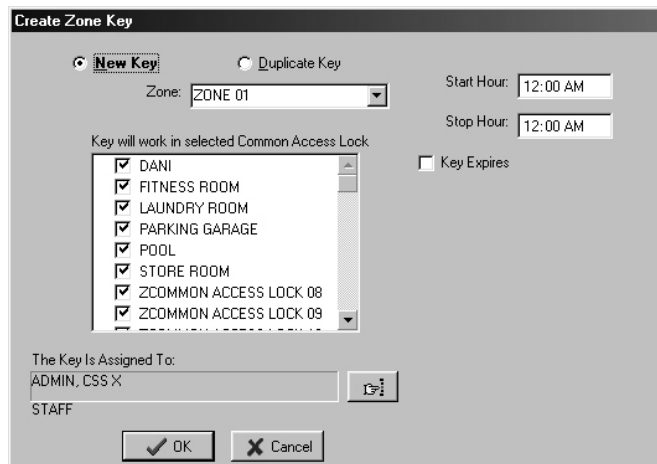 Create Zone Key
New Key
Duplicate Key
Zone: ZONE 01
Start Hour: 12:00 AM
Stop Hour: 12:00 AM
Key will work in selected Common Access Lock
Key Expires
DANI
FITNESS ROOM
LAUNDRY ROOM
PARKING GARAGE
POOL
STORE ROOM
ZCOMMON ACCESS LOCK 08
ZCOMMON ACCESS LOCK 09
The Key Is Assigned To:
ADMIN, CSS X
STAFF
OK
Cancel